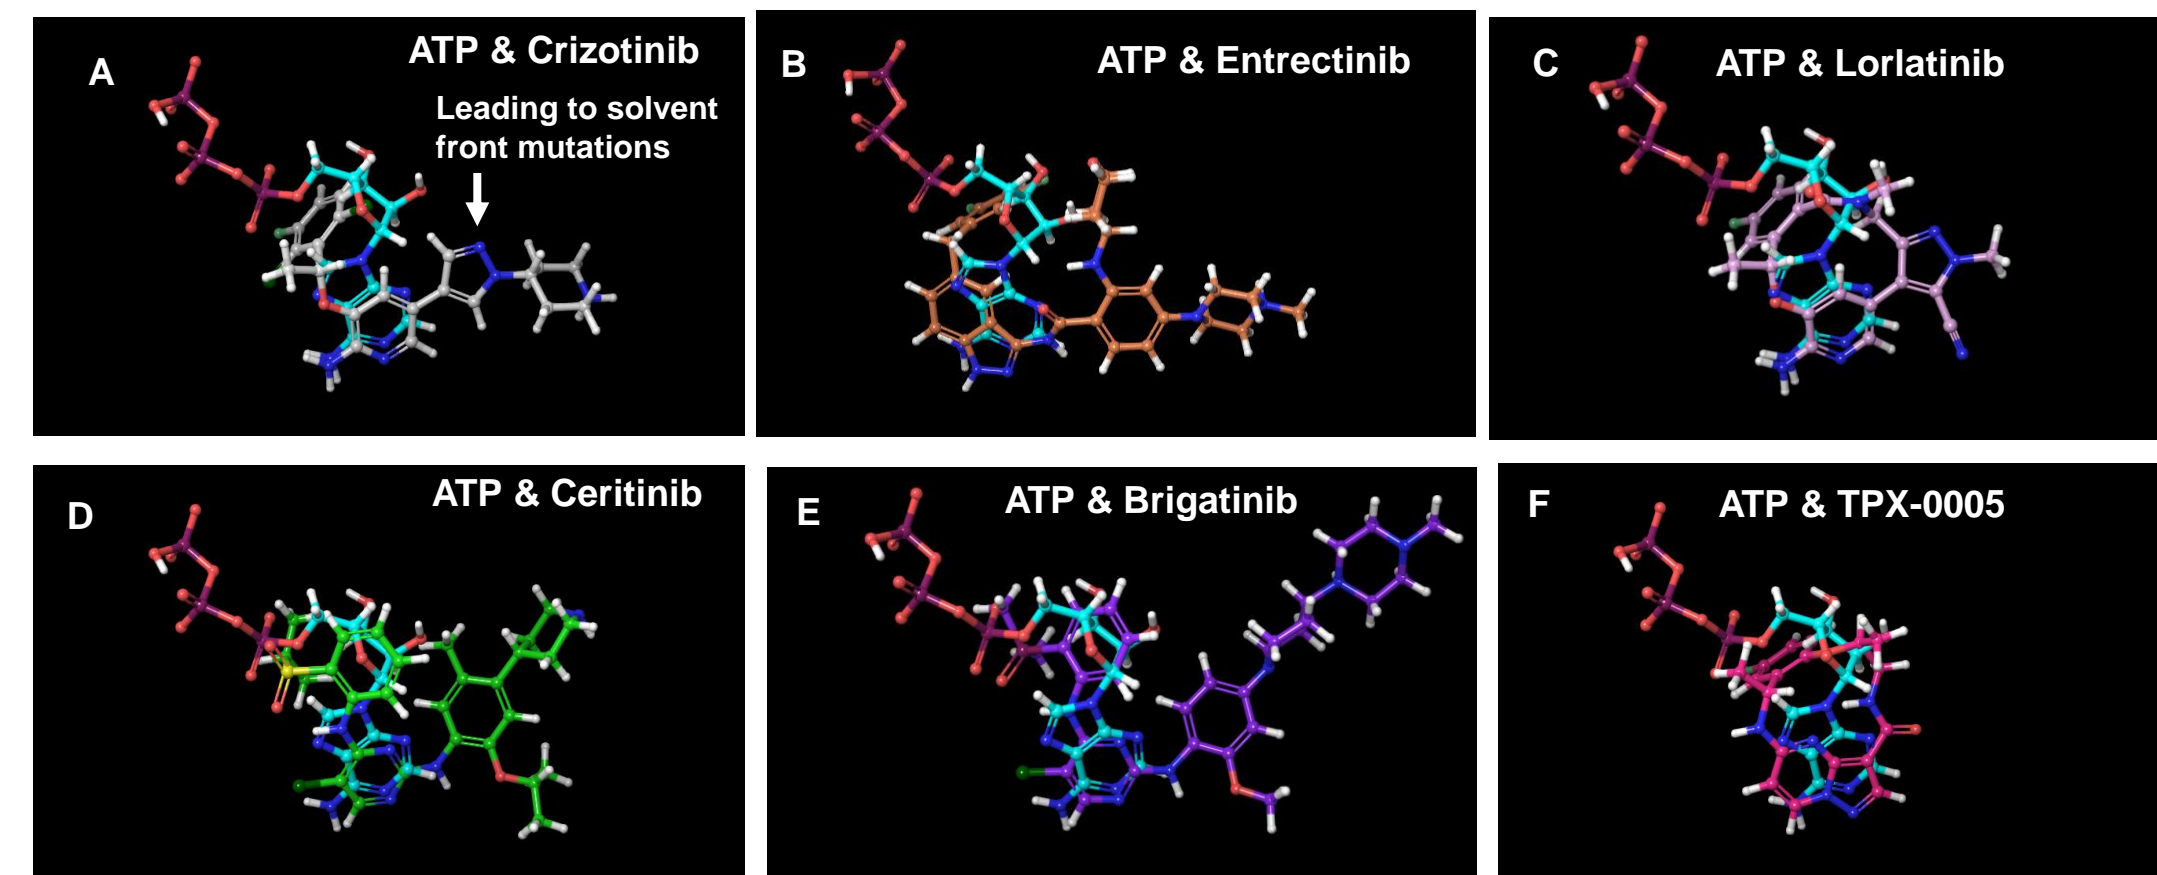 A
ATP & Crizotinib
Leading to solvent
front mutations
B
ATP & Entrectinib
C
ATP & Lorlatinib
D
ATP & Ceritinib
E
ATP & Brigatinib
F
ATP & TPX-0005